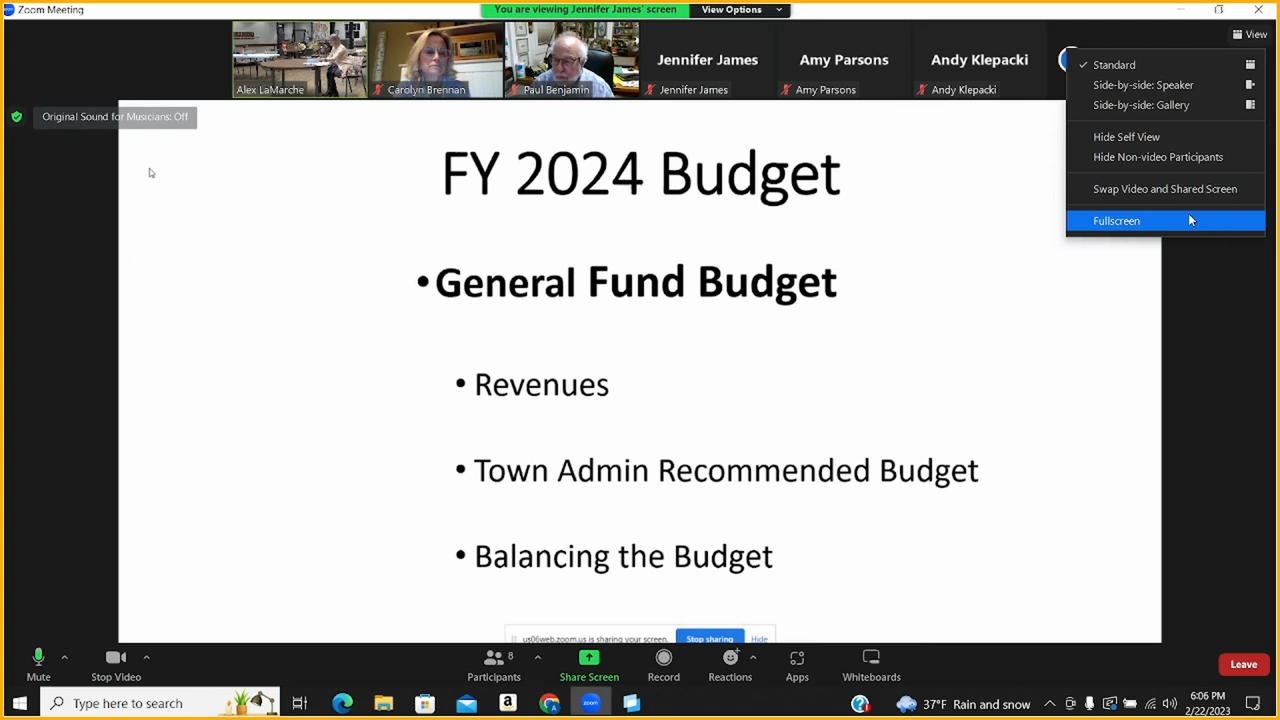 Zoom Meeting
You are viewing Jennifer James' screen
View Options
View
Alex LaMarche
Carolyn Brennan
Paul Benjamin
Jennifer James
Jennifer James
Amy Parsons
Amy Parsons
Andy Klepacki
Andy Klepacki
Standard
Side-by-side: Speaker
Side-by-side: Gallery
Hide Self View
Hide Non-video Participants
Swap Video and Shared Screen
Fullscreen
Original Sound for Musicians: Off
FY 2024 Budget
•General Fund Budget
• Revenues
• Town Admin Recommended Budget
• Balancing the Budget
us06web.zoom.us is sharing your screen.
Stop sharing
Hide
Mute
Stop Video
8
Participants
Share Screen
Record
Reactions
Apps
Whiteboards
Leave
Type here to search
a
zoom
37°F Rain and snow
6:06 PM
2/22/2023